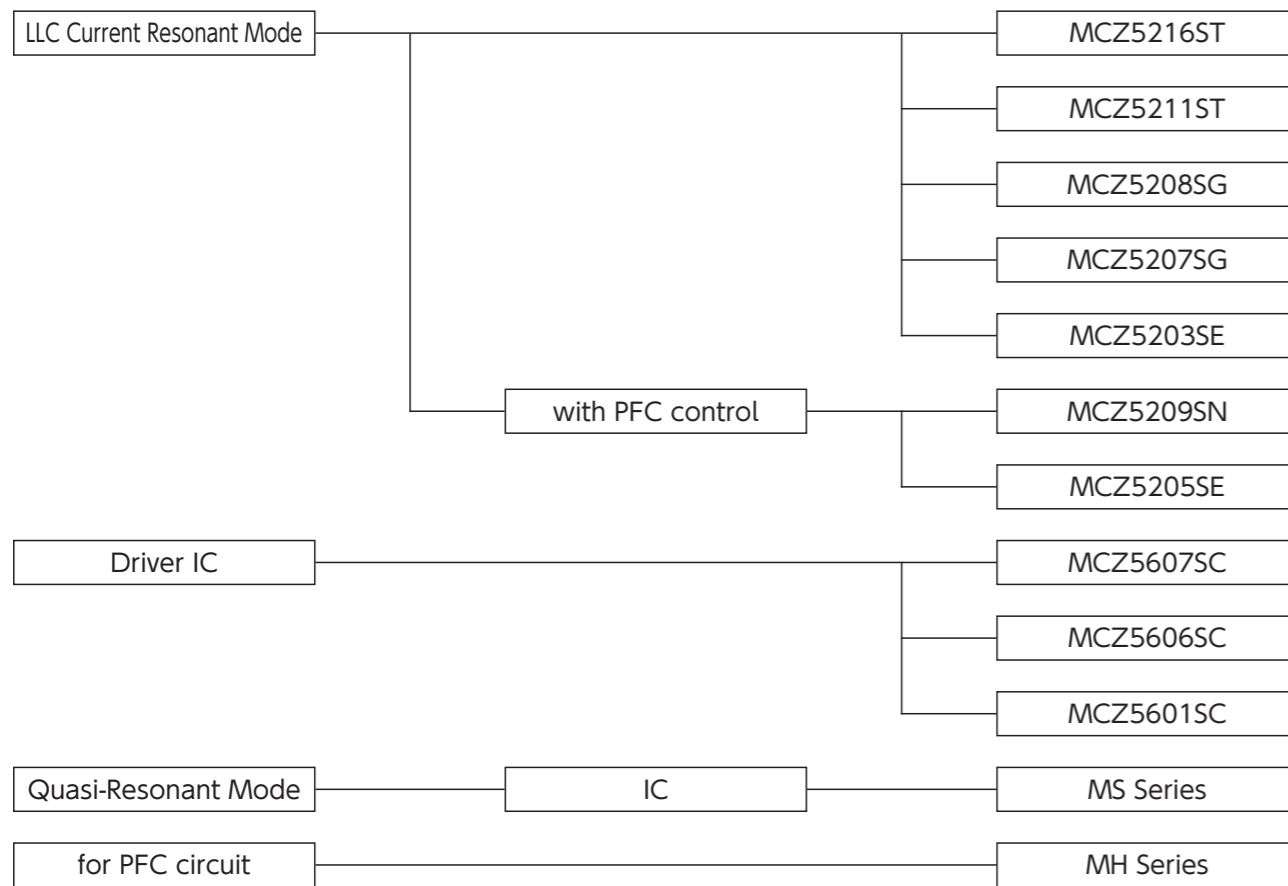 LLC Current Resonant Mode
MCZ5216ST
MCZ5211ST
MCZ5208SG
MCZ5207SG
MCZ5203SE
with PFC control
MCZ5209SN
MCZ5205SE
Driver IC
MCZ5607SC
MCZ5606SC
MCZ5601SC
Quasi-Resonant Mode
IC
MS Series
for PFC circuit
MH Series